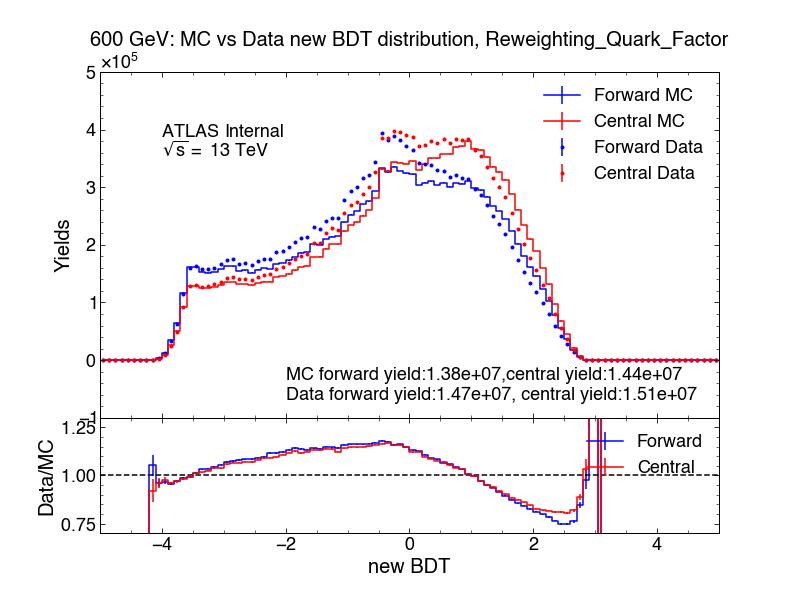 600 GeV: MC vs Data new BDT distribution, Reweighting_Quark_Factor
×10⁵
5
4
3
2
1
0
−1
Yields
ATLAS Internal
√s = 13 TeV
Forward MC
Central MC
Forward Data
Central Data
MC forward yield:1.38e+07,central yield:1.44e+07
Data forward yield:1.47e+07, central yield:1.51e+07
1.25
1.00
0.75
Data/MC
Forward
Central
−4 −2 0 2 4
new BDT